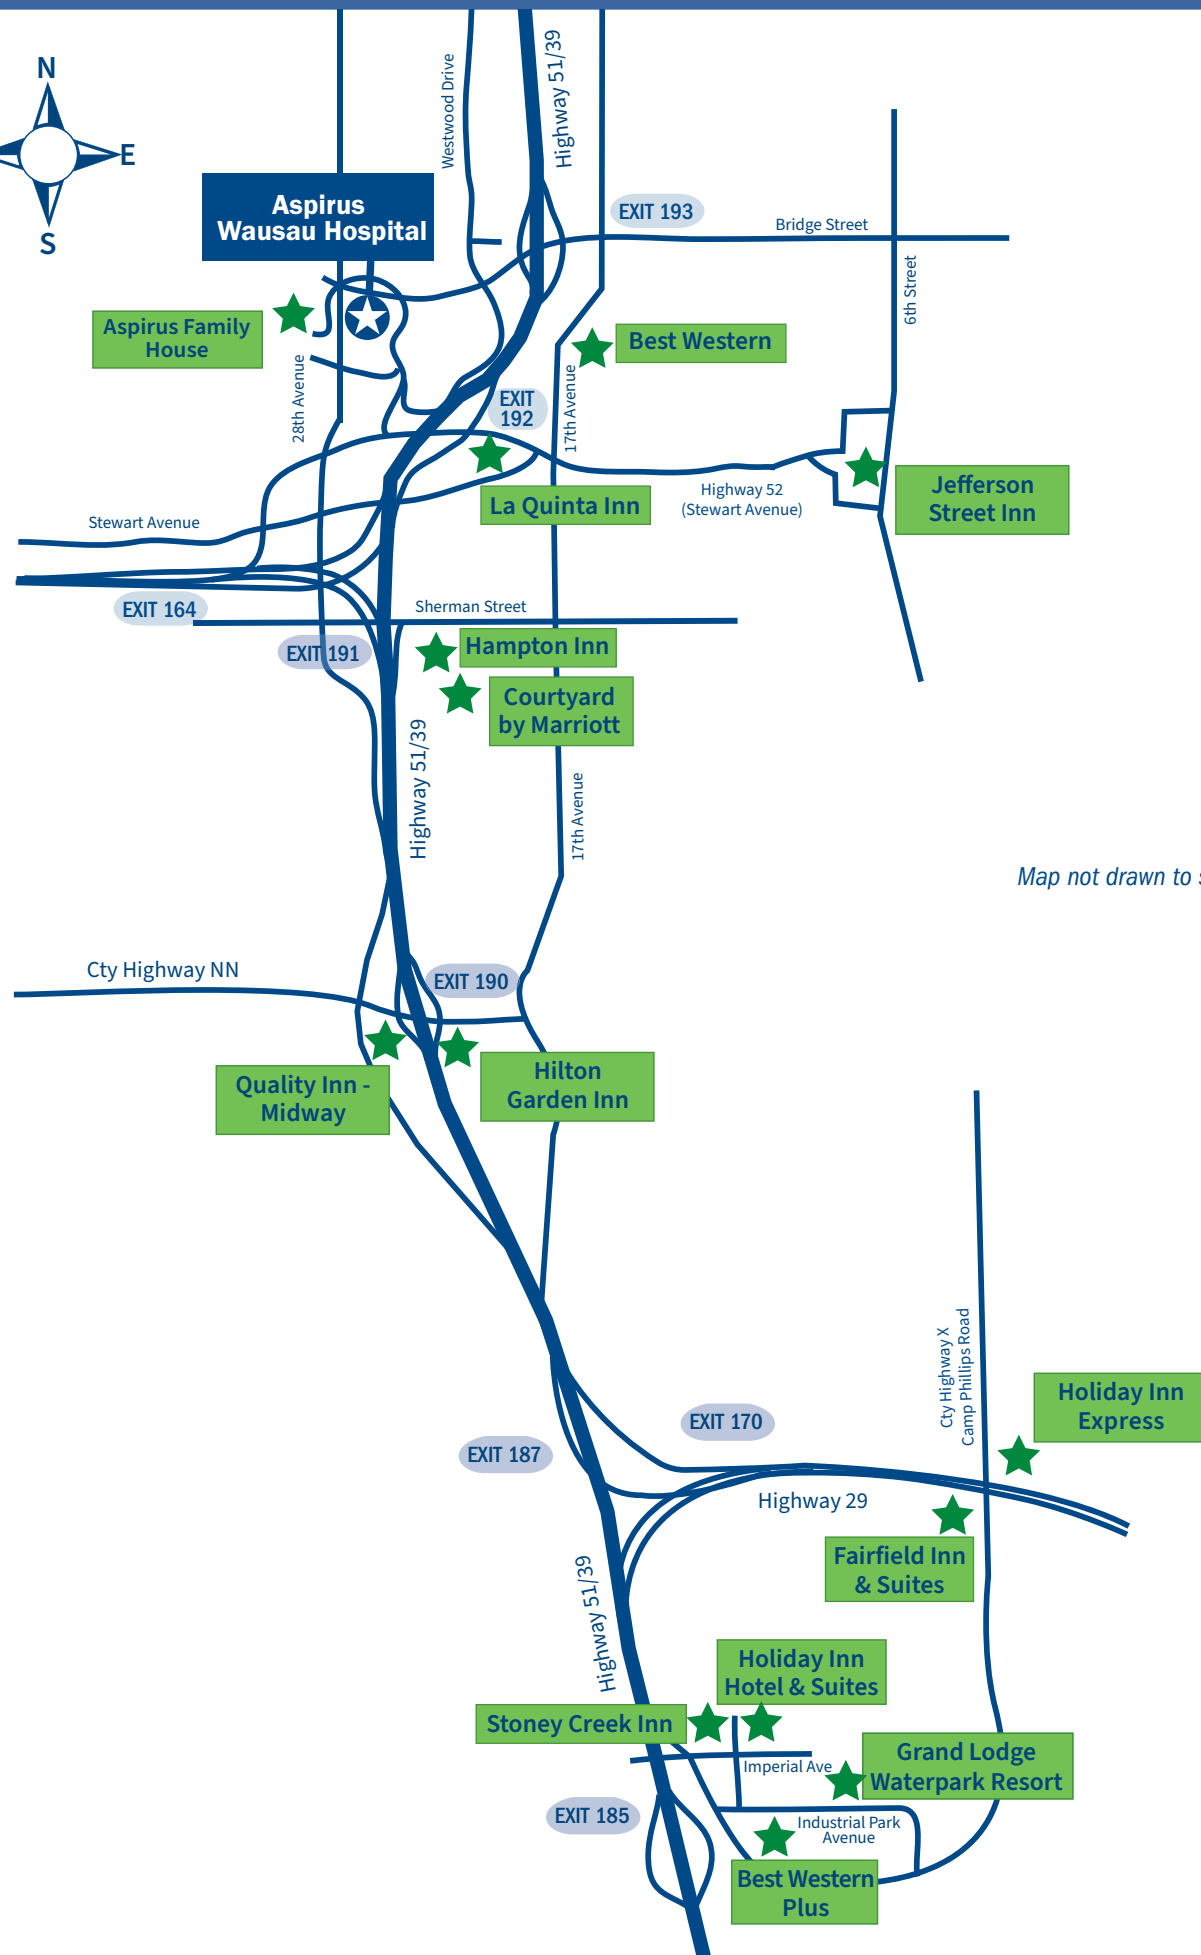 N
E
S
Westwood Drive
Highway 51/39
Aspirus
Wausau Hospital
EXIT 193
Bridge Street
6th Street
Aspirus Family
House
Best Western
28th Avenue
EXIT
192
17th Avenue
La Quinta Inn
Highway 52
(Stewart Avenue)
Jefferson
Street Inn
Stewart Avenue
EXIT 164
Sherman Street
EXIT 191
Hampton Inn
Courtyard
by Marriott
Highway 51/39
17th Avenue
Map not drawn to s
Cty Highway NN
EXIT 190
Quality Inn -
Midway
Hilton
Garden Inn
Cty Highway X
Camp Phillips Road
Holiday Inn
Express
EXIT 170
EXIT 187
Highway 29
Fairfield Inn
& Suites
Highway 51/39
Holiday Inn
Hotel & Suites
Stoney Creek Inn
Grand Lodge
Waterpark Resort
Imperial Ave
EXIT 185
Industrial Park
Avenue
Best Western
Plus